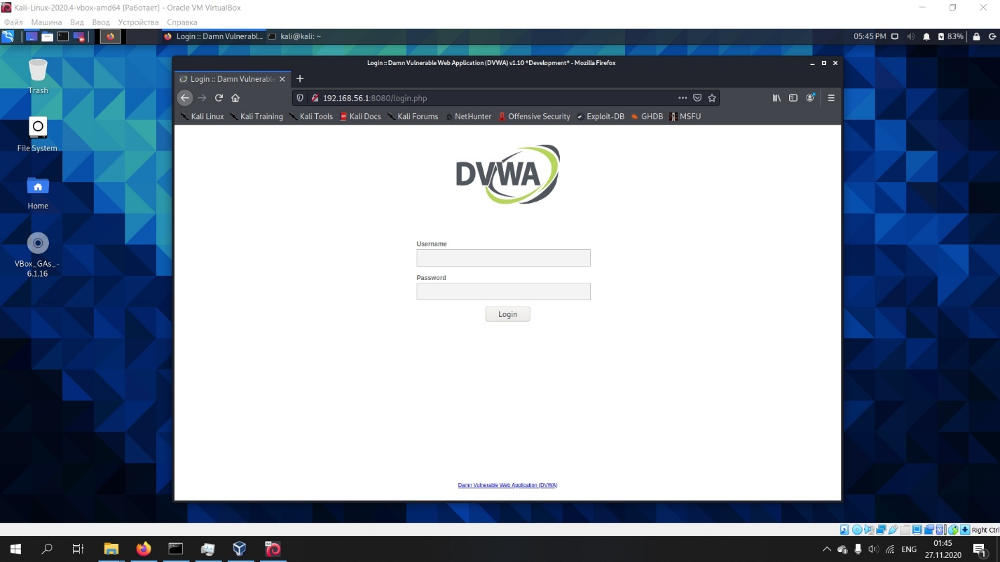 Kali-Linux-2020.4-vbox-amd64 [Работает] - Oracle VM VirtualBox
Файл Машина Вид Ввод Устройства Справка
Login :: Damn Vulnerabl... kali@kali: ~ 05:45 PM 83%
Login :: Damn Vulnerable Web Application (DVWA) v1.10 *Development* - Mozilla Firefox
Login :: Damn Vulnerable
192.168.56.1:8080/login.php
Kali Linux Kali Training Kali Tools Kali Docs Kali Forums NetHunter Offensive Security Exploit-DB GHDB MSFU
Trash
File System
Home
VBox_GAs_-
6.1.16
DVWA
Username
Password
Login
Damn Vulnerable Web Application (DVWA)
Right Ctrl
ENG
01:45
27.11.2020
1